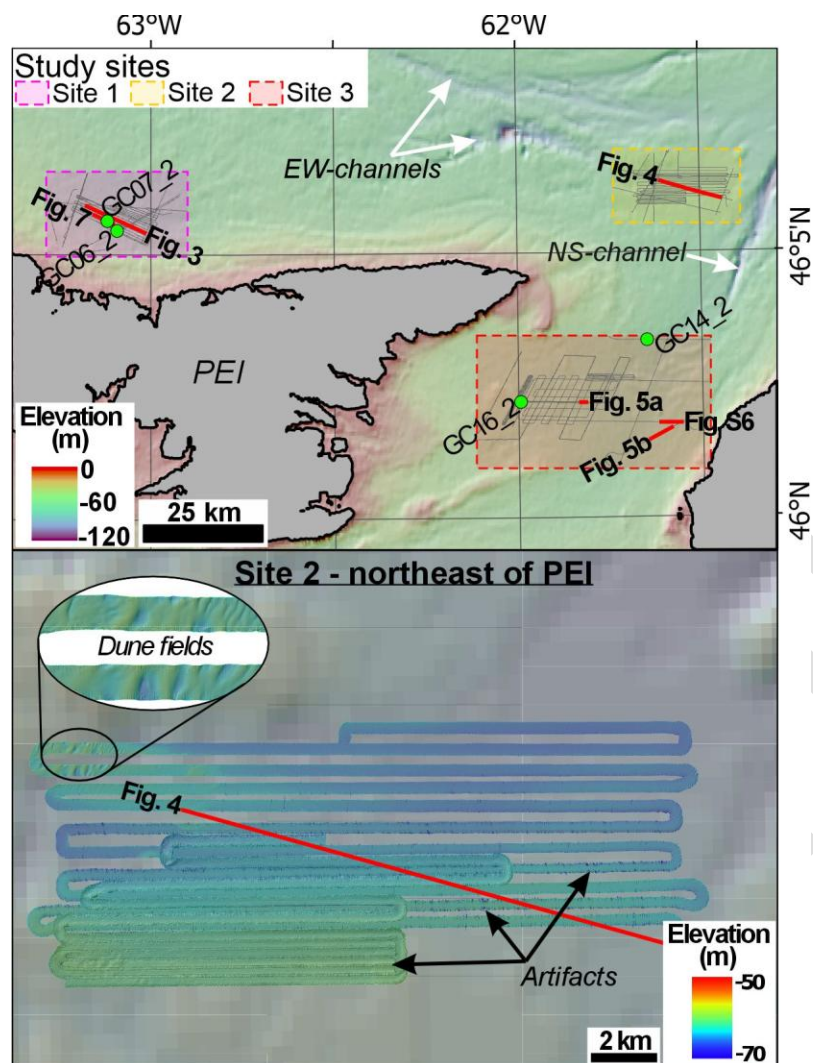 63°W
62°W
Study sites
Site 1
Site 2
Site 3
EW-channels
Fig. 4
GC07_2
Fig. 7
GC06_2
Fig. 3
46°5'N
NS-channel
GC14_2
PEI
Fig. 5a
GC16_2
Fig S6
Fig. 5b
Elevation
(m)
0
-60
-120
25 km
46°N
Site 2 - northeast of PEI
Dune fields
Fig. 4
Artifacts
Elevation
(m)
-50
-70
2 km